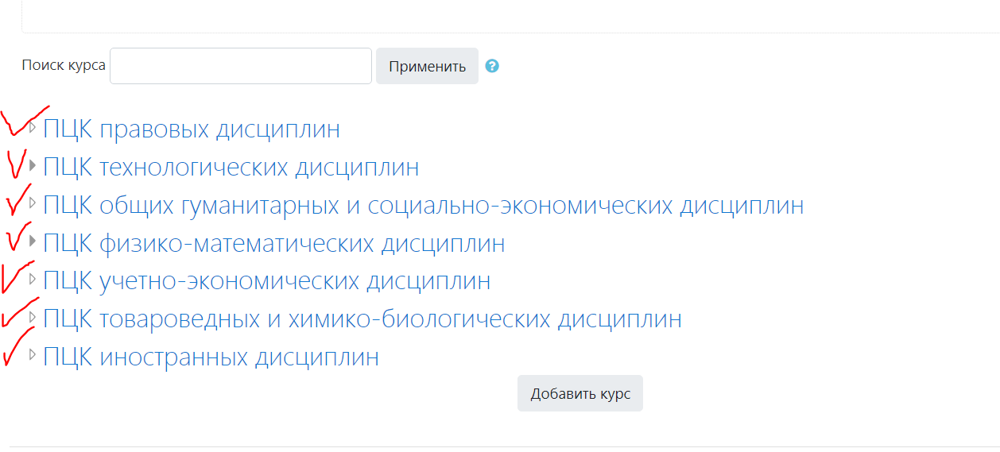 Поиск курса Применить
ПЦК правовых дисциплин
ПЦК технологических дисциплин
ПЦК общих гуманитарных и социально-экономических дисциплин
ПЦК физико-математических дисциплин
ПЦК учетно-экономических дисциплин
ПЦК товароведных и химико-биологических дисциплин
ПЦК иностранных дисциплин
Добавить курс